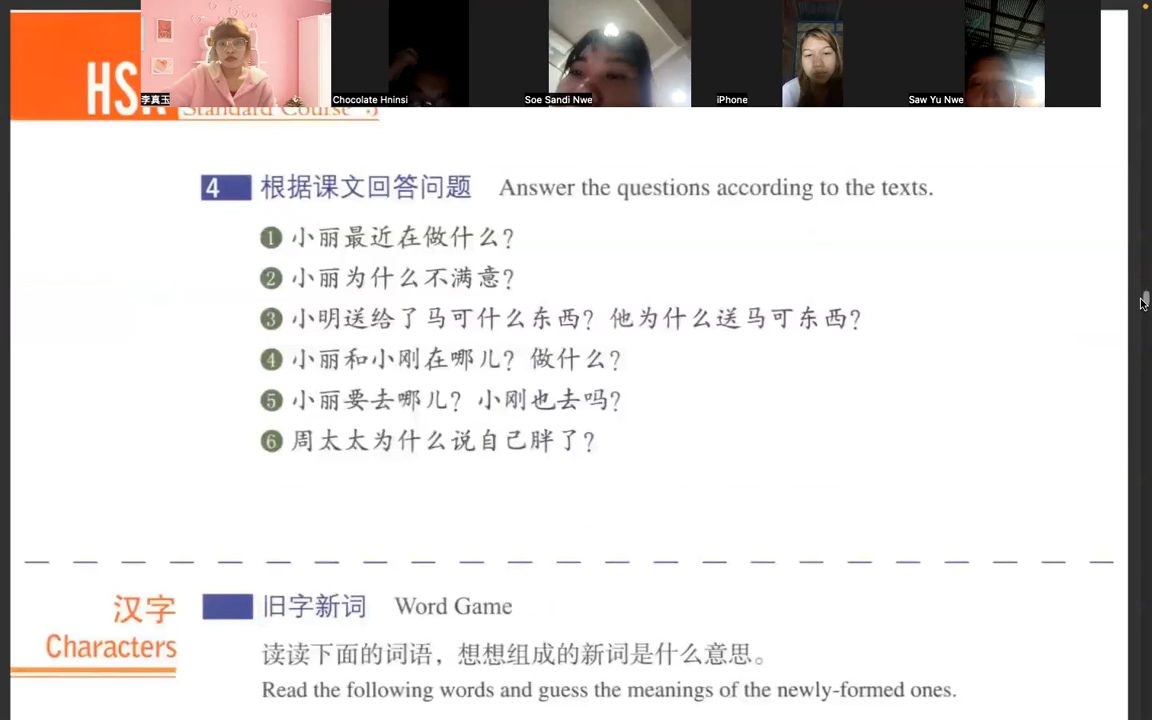 李真玉
Chocolate Hninsi
Soe Sandi Nwe
iPhone
Saw Yu Nwe
HSK
Standard Course 3
4 根据课文回答问题 Answer the questions according to the texts.
1 小丽最近在做什么?
2 小丽为什么不满意?
3 小明送给了马可什么东西? 他为什么送马可东西?
4 小丽和小刚在哪儿? 做什么?
5 小丽要去哪儿? 小刚也去吗?
6 周太太为什么说自己胖了?
汉字
Characters
旧字新词 Word Game
读读下面的词语，想想组成的新词是什么意思。
Read the following words and guess the meanings of the newly-formed ones.